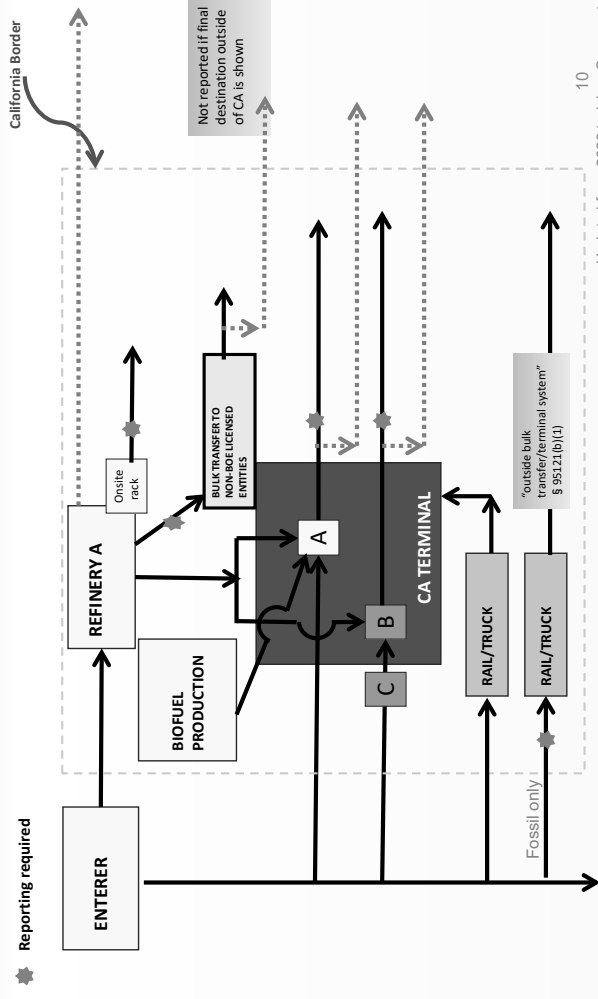 Reporting required
California Border
ENTERER
REFINERY A
Onsite
rack
Not reported if final
destination outside
of CA is shown
BIOFUEL
PRODUCTION
BULK TRANSFER TO
NON-BOE LICENSED
ENTITIES
A
B
C
CA TERMINAL
RAIL/TRUCK
Fossil only
RAIL/TRUCK
"outside bulk
transfer/terminal system"
§ 95121(b)(1)
10